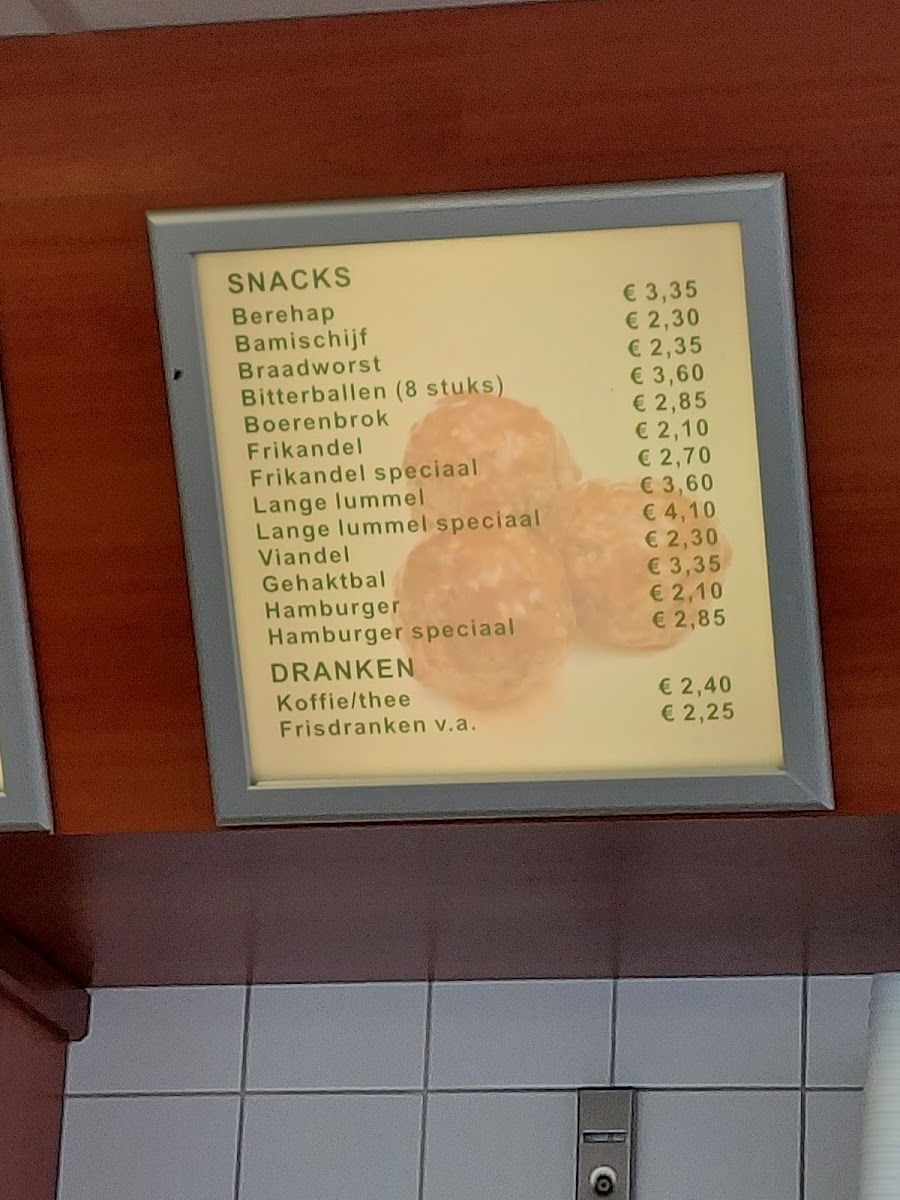 SNACKS
Berehap € 3,35
Bamischijf € 2,30
Braadworst € 2,35
Bitterballen (8 stuks) € 3,60
Boerenbrok € 2,85
Frikandel € 2,10
Frikandel speciaal € 2,70
Lange lummel € 3,60
Lange lummel speciaal € 4,10
Viandel € 2,30
Gehaktbal € 3,35
Hamburger € 2,10
Hamburger speciaal € 2,85
DRANKEN
Koffie/thee € 2,40
Frisdranken v.a. € 2,25